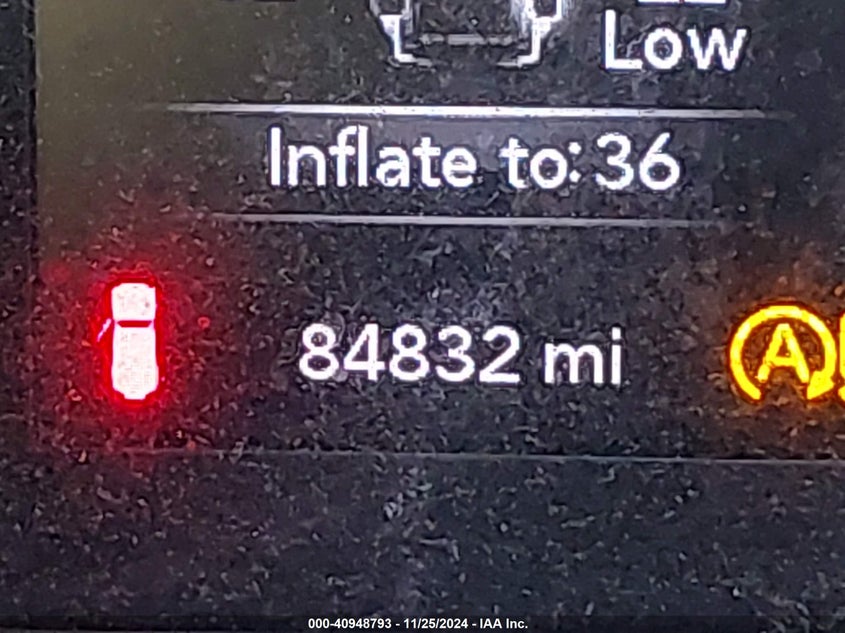 Low
Inflate to: 36
84832 mi
A
000-40948793 - 11/25/2024 - IAA Inc.